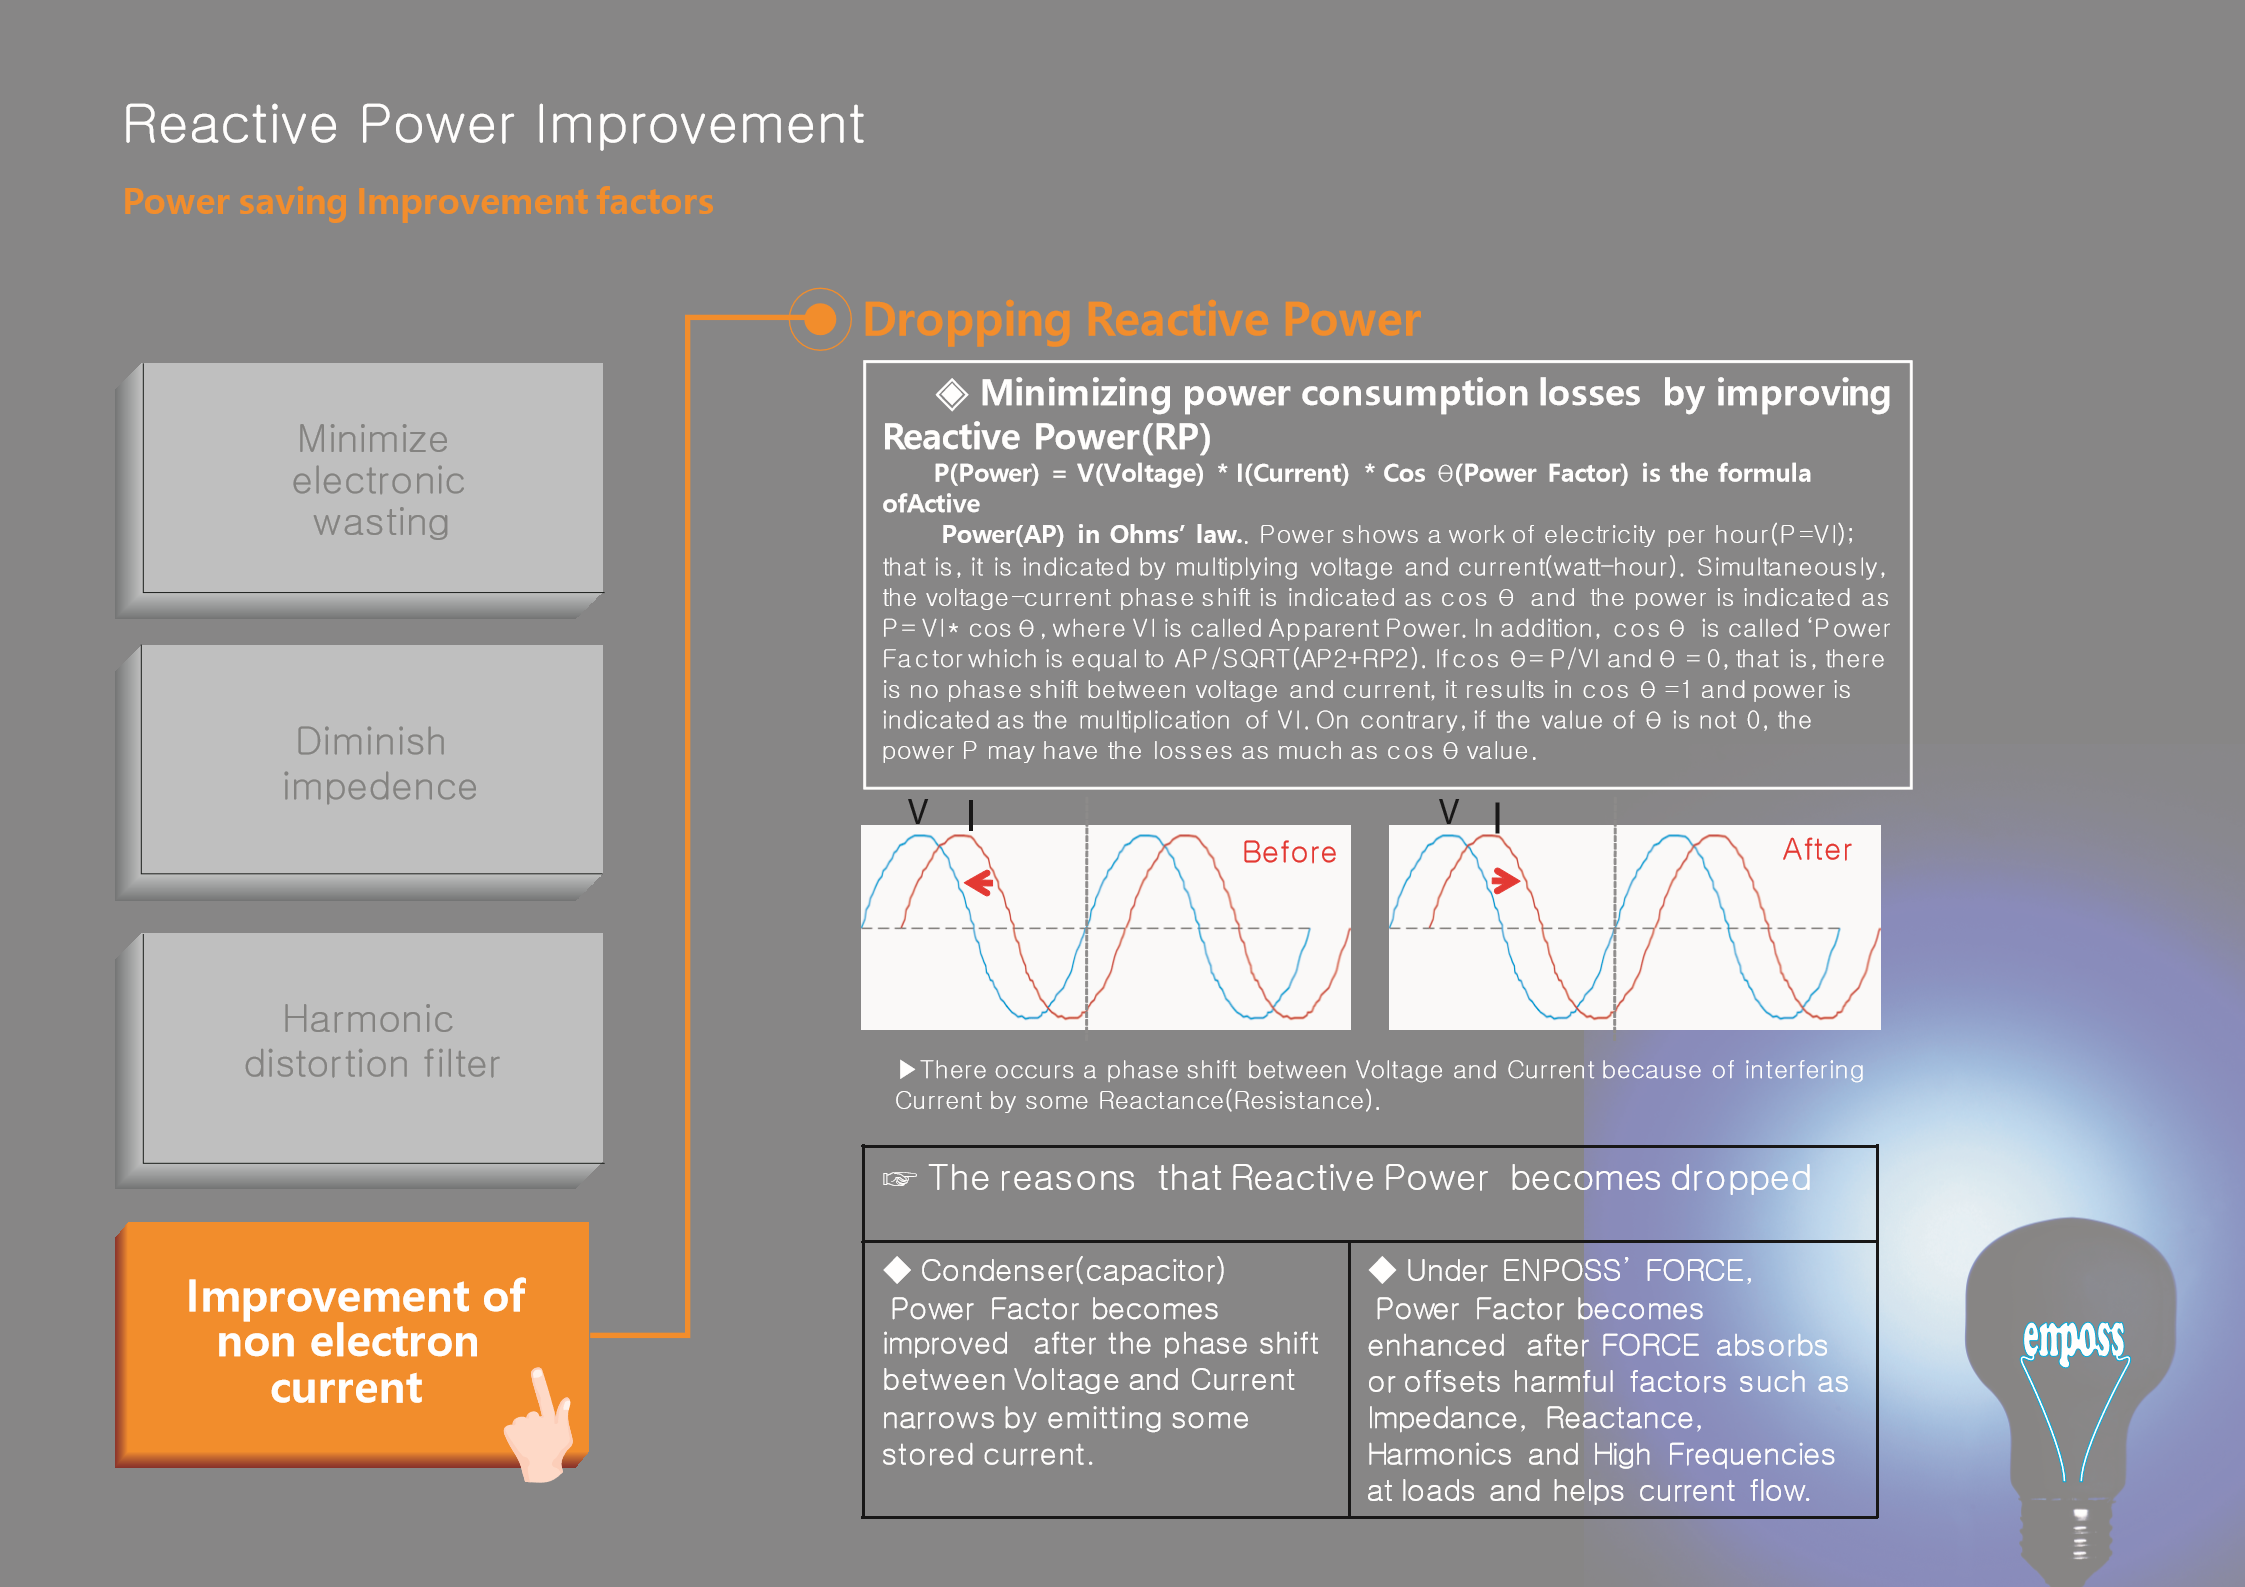 Reactive Power Improvement
Power saving Improvement factors
Minimize
electronic
wasting
Diminish
impedence
Harmonic
distortion filter
Improvement of
non electron
current
Dropping Reactive Power
◈ Minimizing power consumption losses by improving
Reactive Power(RP)
P(Power) = V(Voltage) * I(Current) * Cos θ(Power Factor) is the formula
ofActive
Power(AP) in Ohms’ law.. Power shows a work of electricity per hour(P=VI);
that is, it is indicated by multiplying voltage and current(watt-hour). Simultaneously,
the voltage-current phase shift is indicated as cos θ and the power is indicated as
P=VI* cos θ, where VI is called Apparent Power. In addition, cos θ is called ‘Power
Factor which is equal to AP/SQRT(AP2+RP2). If cos θ=P/VI and θ =0, that is, there
is no phase shift between voltage and current, it results in cos θ =1 and power is
indicated as the multiplication of VI. On contrary, if the value of θ is not 0, the
power P may have the losses as much as cos θ value.
V I
Before
V I
After
▶There occurs a phase shift between Voltage and Current because of interfering
Current by some Reactance(Resistance).
☞ The reasons that Reactive Power becomes dropped
◆ Condenser(capacitor)
Power Factor becomes
improved after the phase shift
between Voltage and Current
narrows by emitting some
stored current.
◆ Under ENPOSS’ FORCE,
Power Factor becomes
enhanced after FORCE absorbs
or offsets harmful factors such as
Impedance, Reactance,
Harmonics and High Frequencies
at loads and helps current flow.
enposs